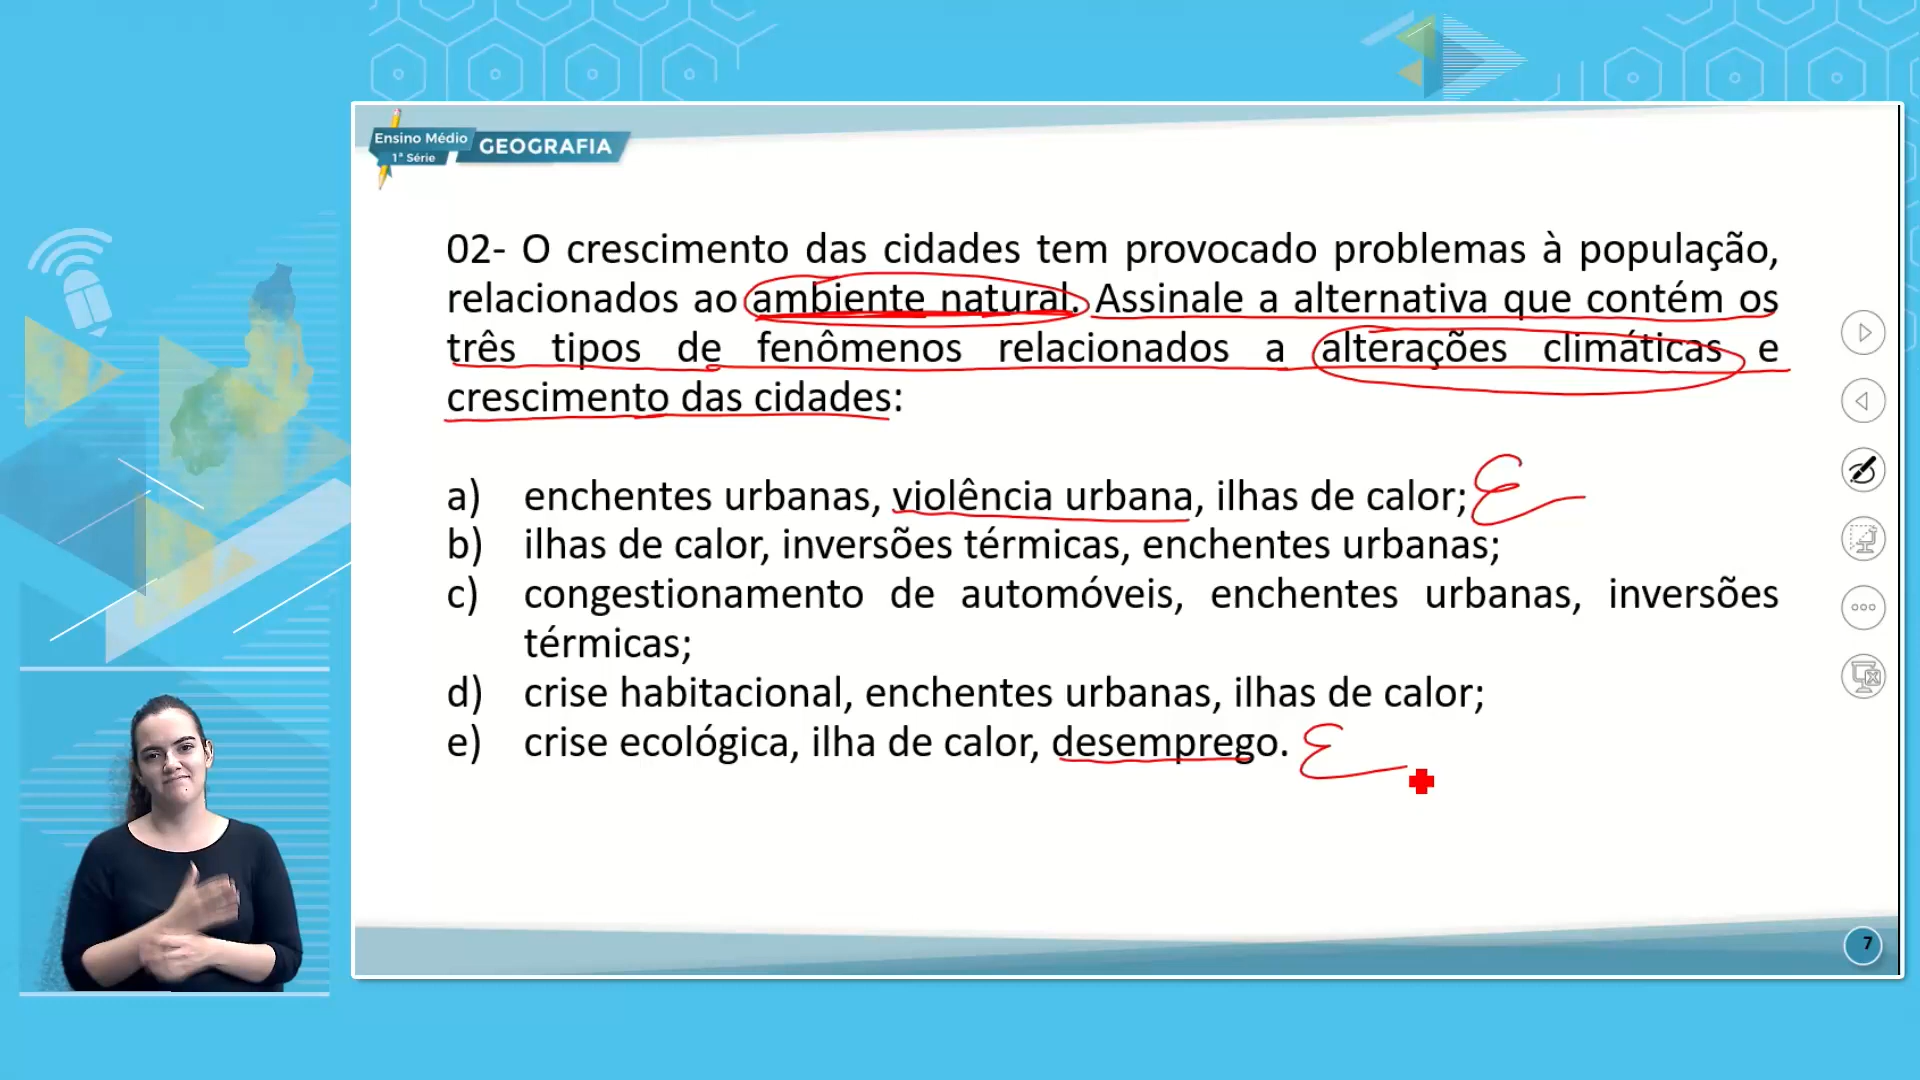 Ensino Médio
1ª Série
GEOGRAFIA
02- O crescimento das cidades tem provocado problemas à população,
relacionados ao ambiente natural. Assinale a alternativa que contém os
três tipos de fenômenos relacionados a alterações climáticas e
crescimento das cidades:
a) enchentes urbanas, violência urbana, ilhas de calor; E
b) ilhas de calor, inversões térmicas, enchentes urbanas;
c) congestionamento de automóveis, enchentes urbanas, inversões
térmicas;
d) crise habitacional, enchentes urbanas, ilhas de calor;
e) crise ecológica, ilha de calor, desemprego. E
7